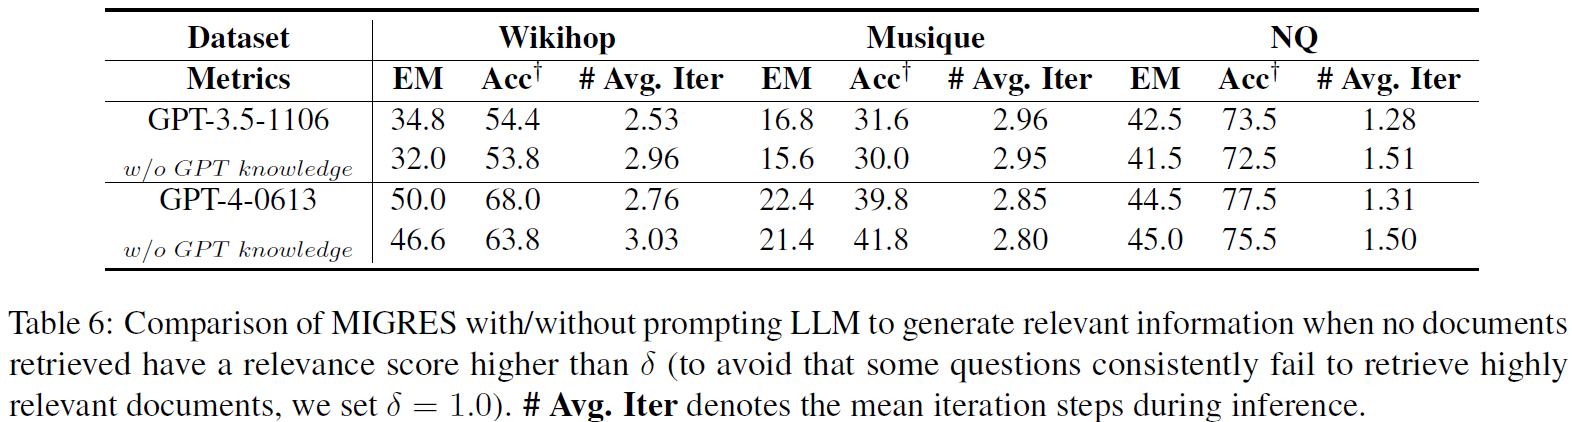 Dataset Wikihop Musique NQ
Metrics EM Acc† # Avg. Iter EM Acc† # Avg. Iter EM Acc† # Avg. Iter
GPT-3.5-1106 34.8 54.4 2.53 16.8 31.6 2.96 42.5 73.5 1.28
w/o GPT knowledge 32.0 53.8 2.96 15.6 30.0 2.95 41.5 72.5 1.51
GPT-4-0613 50.0 68.0 2.76 22.4 39.8 2.85 44.5 77.5 1.31
w/o GPT knowledge 46.6 63.8 3.03 21.4 41.8 2.80 45.0 75.5 1.50
Table 6: Comparison of MIGRES with/without prompting LLM to generate relevant information when no documents
retrieved have a relevance score higher than δ (to avoid that some questions consistently fail to retrieve highly
relevant documents, we set δ = 1.0). # Avg. Iter denotes the mean iteration steps during inference.